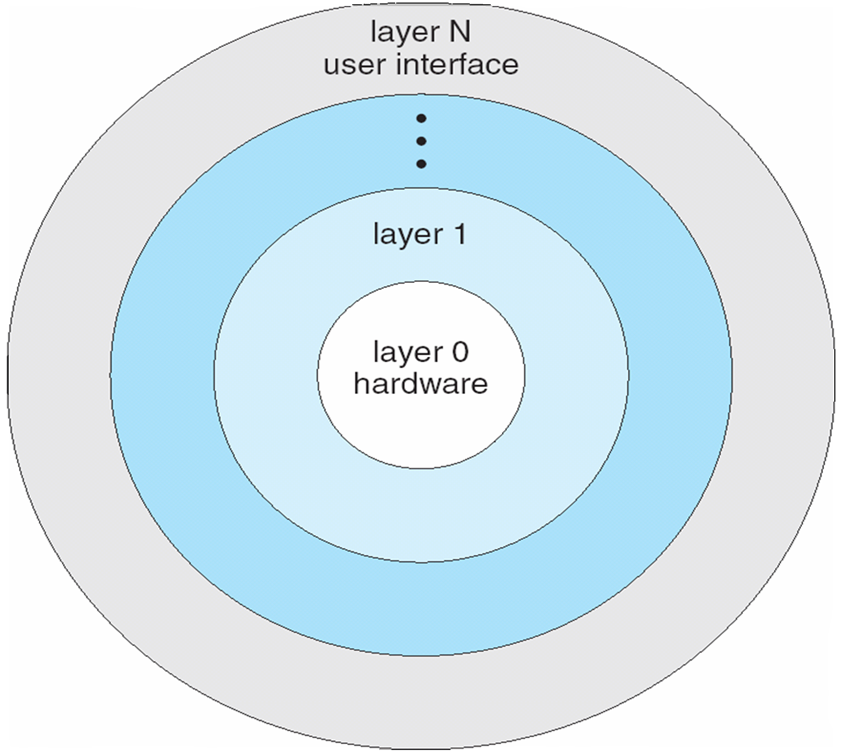 layer N
user interface
layer 1
layer 0
hardware